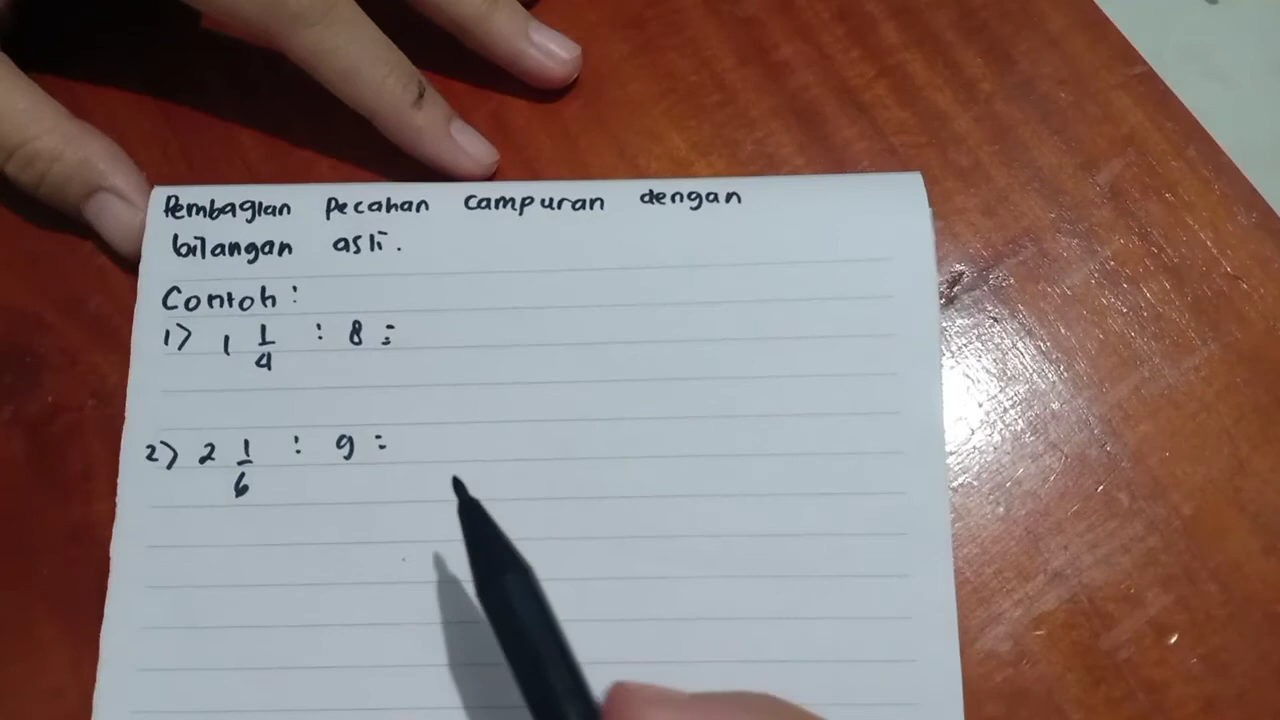 Pembagian pecahan campuran dengan
bilangan asli.
Contoh :
1) 1 1/4 : 8 =
2) 2 1/6 : 9 =